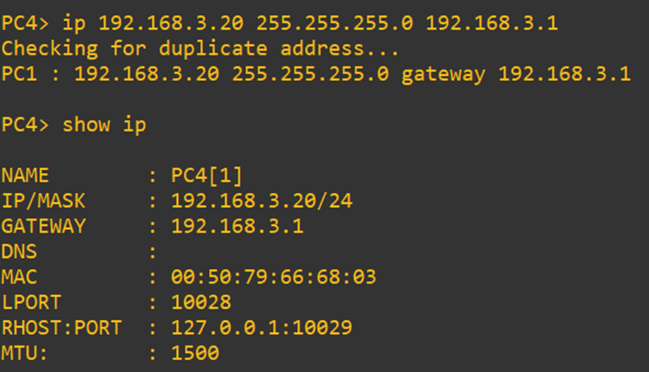 PC4> ip 192.168.3.20 255.255.255.0 192.168.3.1
Checking for duplicate address...
PC1 : 192.168.3.20 255.255.255.0 gateway 192.168.3.1
PC4> show ip
NAME : PC4[1]
IP/MASK : 192.168.3.20/24
GATEWAY : 192.168.3.1
DNS :
MAC : 00:50:79:66:68:03
LPORT : 10028
RHOST:PORT : 127.0.0.1:10029
MTU: : 1500